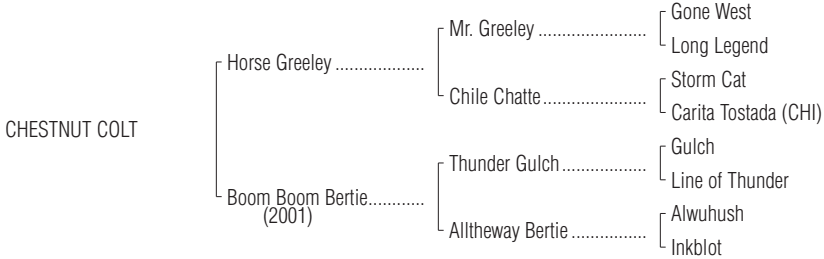 Gone West
Mr. Greeley ......................
Long Legend
Horse Greeley ..................
Storm Cat
Chile Chatte......................
Carita Tostada (CHI)
CHESTNUT COLT
Gulch
Thunder Gulch..................
Line of Thunder
Boom Boom Bertie............
(2001)
Alwuhush
Alltheway Bertie ................
Inkblot